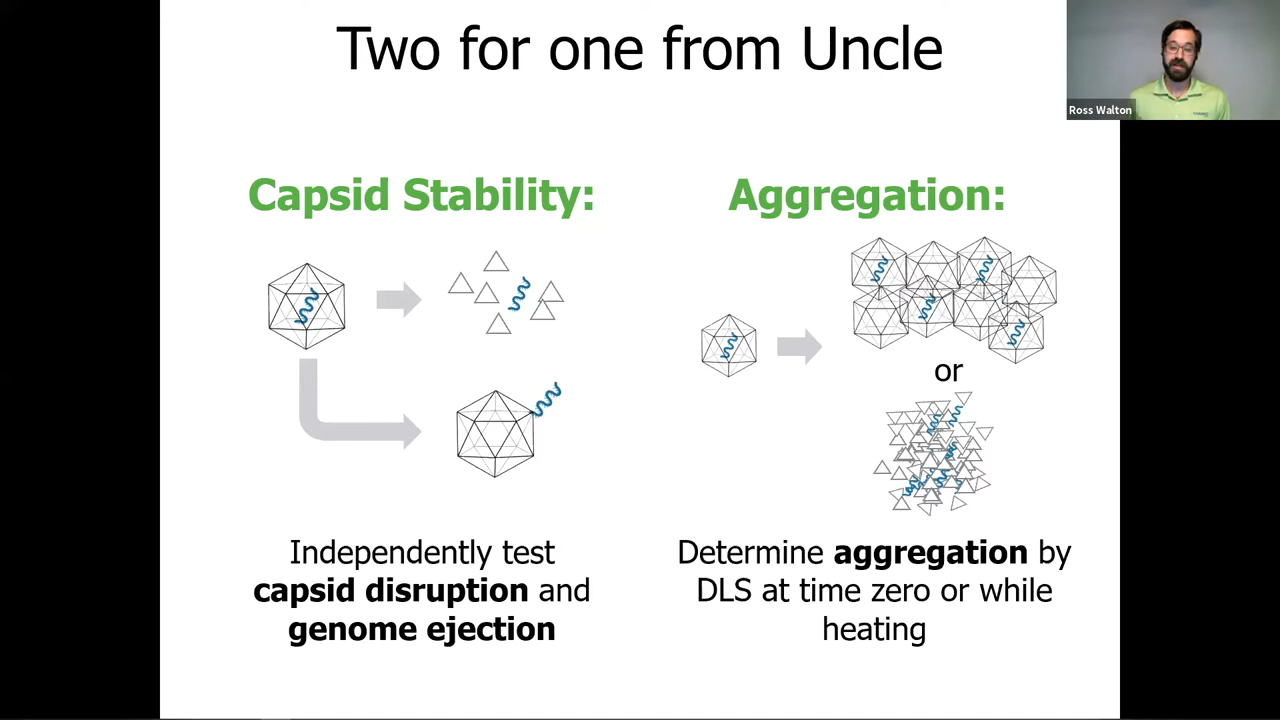 Two for one from Uncle
Ross Walton
Capsid Stability:
Aggregation:
or
Independently test
capsid disruption and
genome ejection
Determine aggregation by
DLS at time zero or while
heating